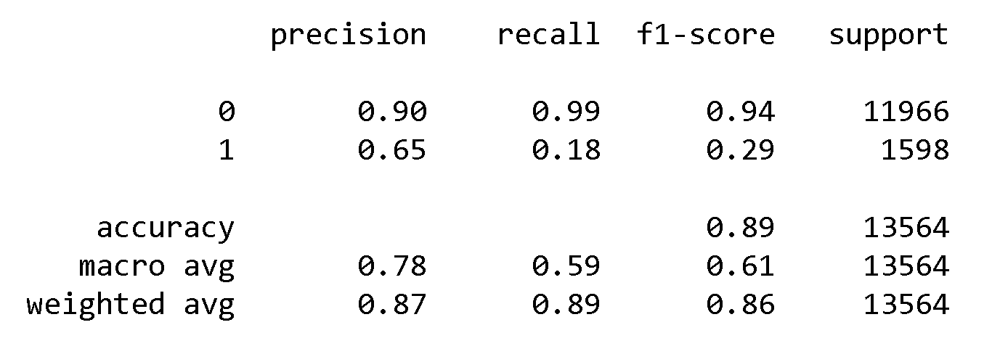 precision recall f1-score support
0 0.90 0.99 0.94 11966
1 0.65 0.18 0.29 1598
accuracy 0.89 13564
macro avg 0.78 0.59 0.61 13564
weighted avg 0.87 0.89 0.86 13564